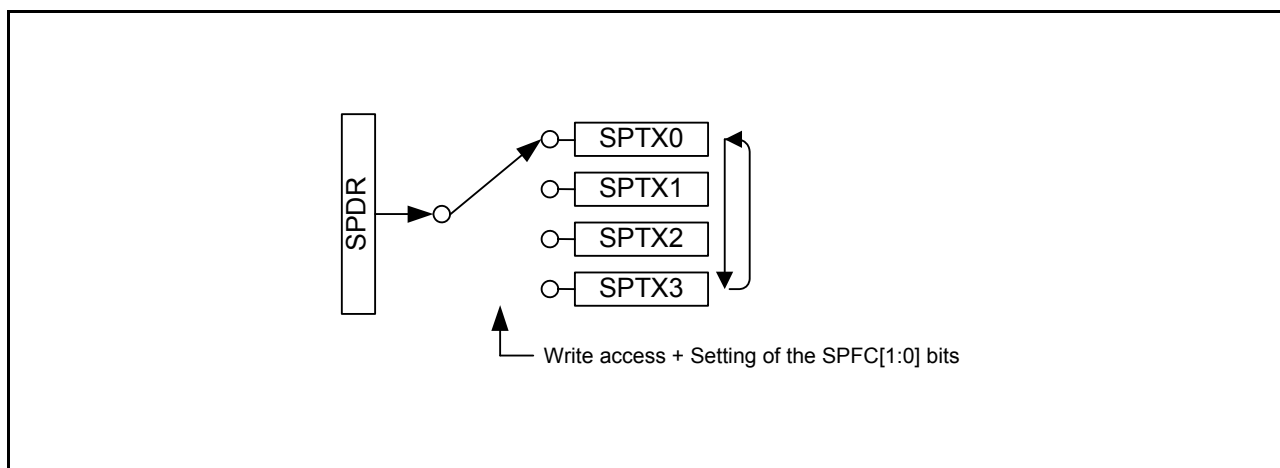 SPDR
SPTX0
SPTX1
SPTX2
SPTX3
Write access + Setting of the SPFC[1:0] bits